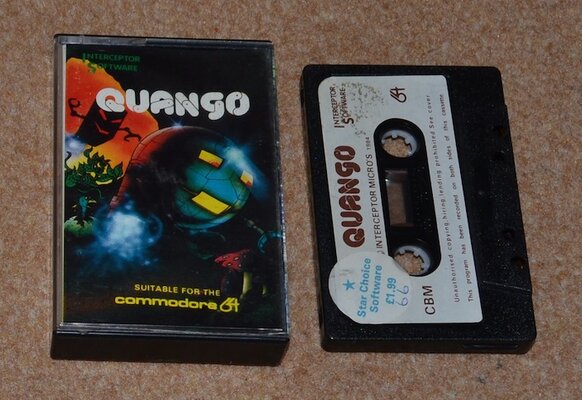 INTERCEPTOR
SOFTWARE
QUANGO
SUITABLE FOR THE
commodore 64
INTERCEPTOR
SOFTWARE
64
QUANGO
INTERCEPTOR MICRO'S 1984
Star Choice
Software
£1.99
66
CBM
Unauthorised copying hiring lending prohibited See cover
This program has been recorded on both sides of this cassette